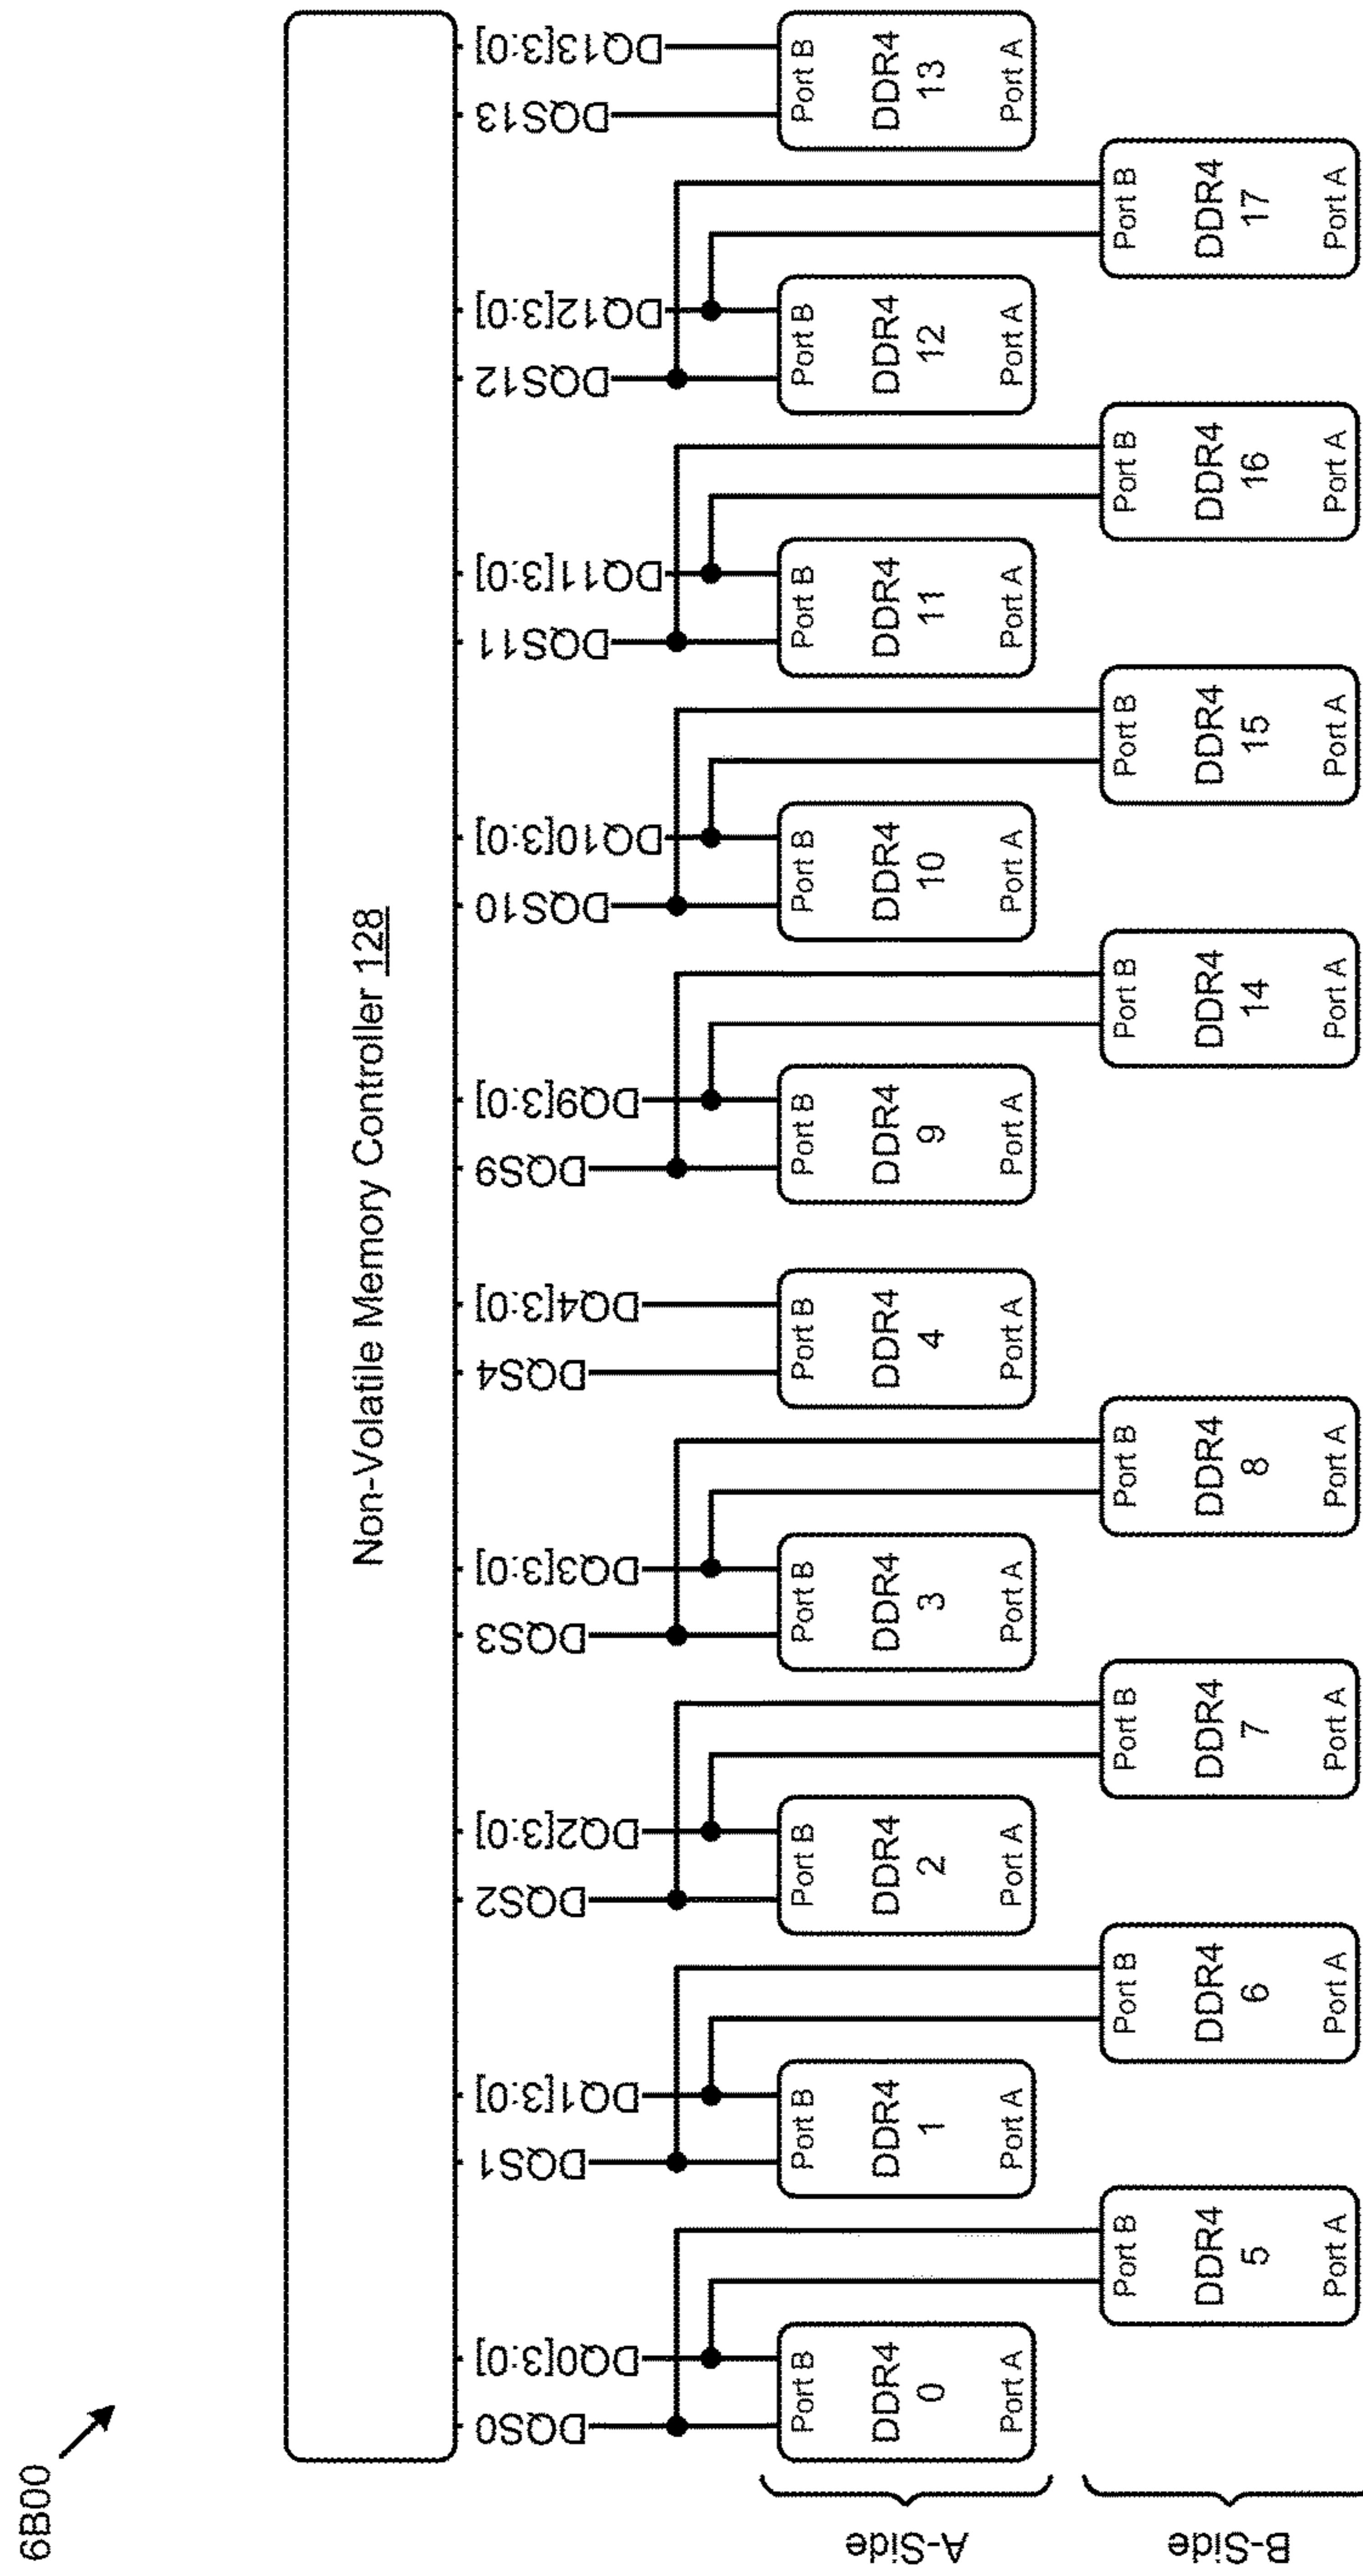 6B00
Non-Volatile Memory Controller 128
DQS0
DQ0[3:0]
DQS1
DQ1[3:0]
DQS2
DQ2[3:0]
DQS3
DQ3[3:0]
DQS4
DQ4[3:0]
DQS9
DQ9[3:0]
DQS10
DQ10[3:0]
DQS11
DQ11[3:0]
DQS12
DQ12[3:0]
DQS13
DQ13[3:0]
A-Side
Port B
DDR4
0
Port A
Port B
DDR4
1
Port A
Port B
DDR4
2
Port A
Port B
DDR4
3
Port A
Port B
DDR4
4
Port A
Port B
DDR4
9
Port A
Port B
DDR4
10
Port A
Port B
DDR4
11
Port A
Port B
DDR4
12
Port A
Port B
DDR4
13
Port A
B-Side
Port B
DDR4
5
Port A
Port B
DDR4
6
Port A
Port B
DDR4
7
Port A
Port B
DDR4
8
Port A
Port B
DDR4
14
Port A
Port B
DDR4
15
Port A
Port B
DDR4
16
Port A
Port B
DDR4
17
Port A